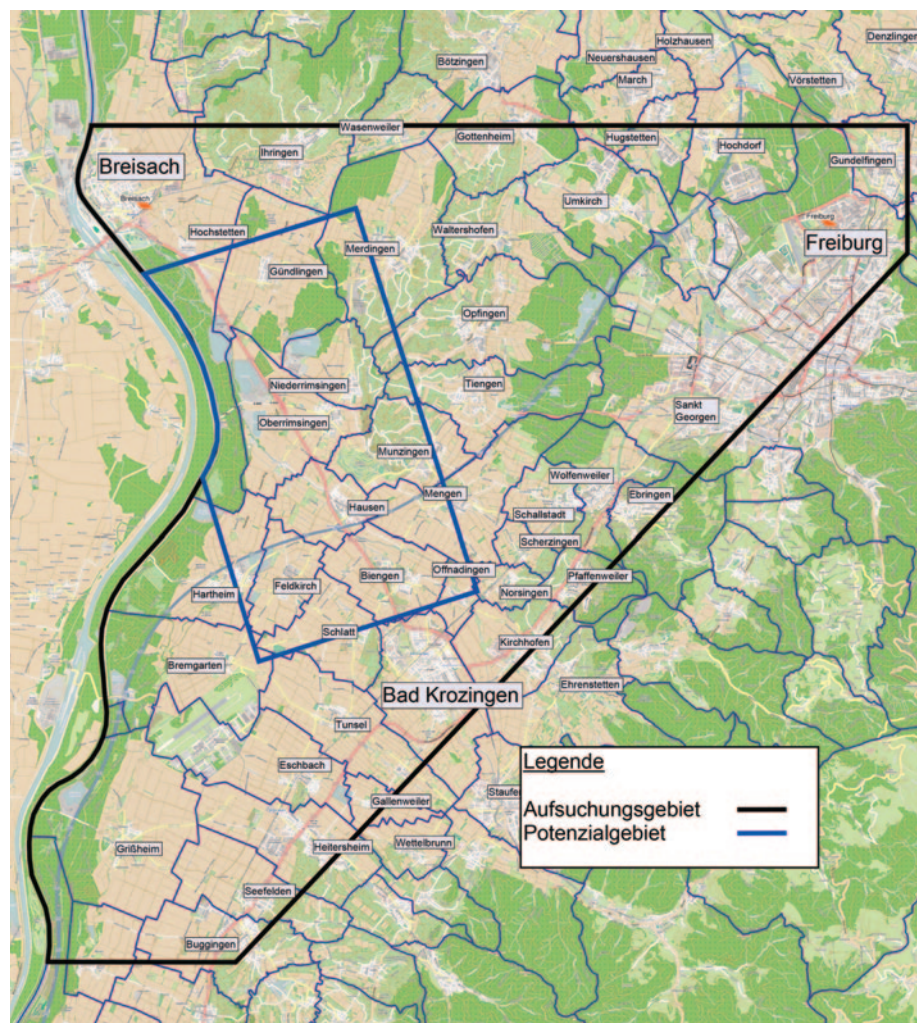 Denzlingen
Holzhausen
Neuershausen
Bötzingen
March
Vörstetten
Wasenweiler
Gottenheim
Hugstetten
Hochdorf
Ihringen
Gundelfingen
Breisach
Breisach
Umkirch
Freiburg
Freiburg
Hochstetten
Waltershofen
Merdingen
Gündlingen
Opfingen
Niederrimsingen
Tiengen
Sankt
Georgen
Oberrimsingen
Munzingen
Wolfenweiler
Mengen
Ebringen
Hausen
Schallstadt
Scherzingen
Offnadingen
Biengen
Pfaffenweiler
Feldkirch
Hartheim
Norsingen
Schlatt
Kirchhofen
Bremgarten
Ehrenstetten
Bad Krozingen
Tunsel
Eschbach
Legende
Staufe
Gallenweiler
Aufsuchungsgebiet
Potenzialgebiet
Grißheim
Heitersheim
Wettelbrunn
Seefelden
Buggingen